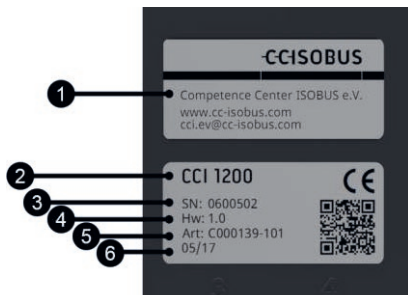 CCISOBUS
1
Competence Center ISOBUS e.V.
www.cc-isobus.com
cci.ev@cc-isobus.com
2
CCI 1200
CE
3
SN: 0600502
4
Hw: 1.0
5
Art: C000139-101
6
05/17